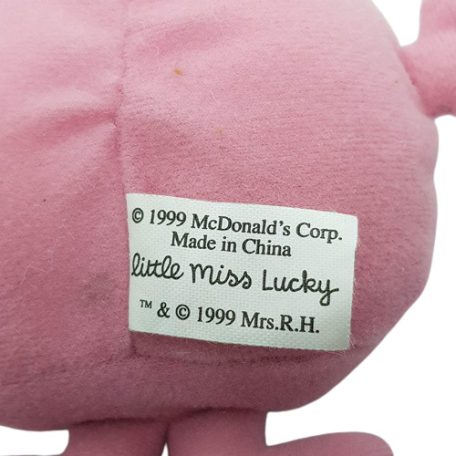 © 1999 McDonald's Corp.
Made in China
little miss Lucky
™ & © 1999 Mrs.R.H.